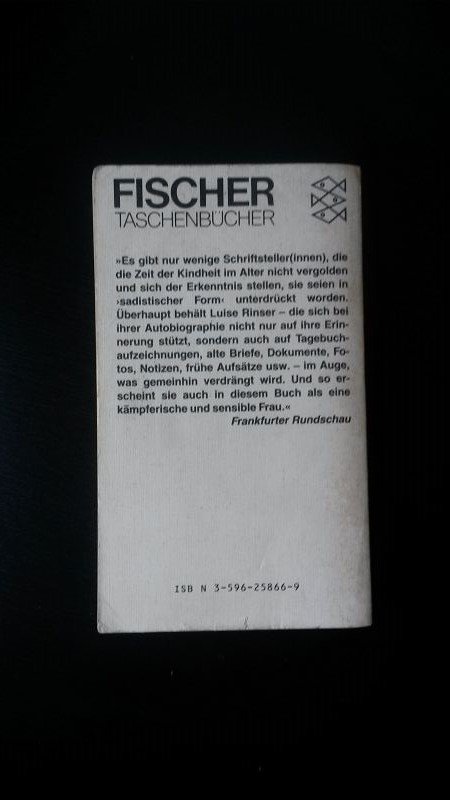 FISCHER
TASCHENBÜCHER
»Es gibt nur wenige Schriftsteller(innen), die
die Zeit der Kindheit im Alter nicht vergolden
und sich der Erkenntnis stellen, sie seien in
›sadistischer Form‹ unterdrückt worden.
Überhaupt behält Luise Rinser – die sich bei
ihrer Autobiographie nicht nur auf ihre Erin-
nerung stützt, sondern auch auf Tagebuch-
aufzeichnungen, alte Briefe, Dokumente, Fo-
tos, Notizen, frühe Aufsätze usw. – im Auge,
was gemeinhin verdrängt wird. Und so er-
scheint sie auch in diesem Buch als eine
kämpferische und sensible Frau.«
Frankfurter Rundschau
ISB N 3-596-25866-9